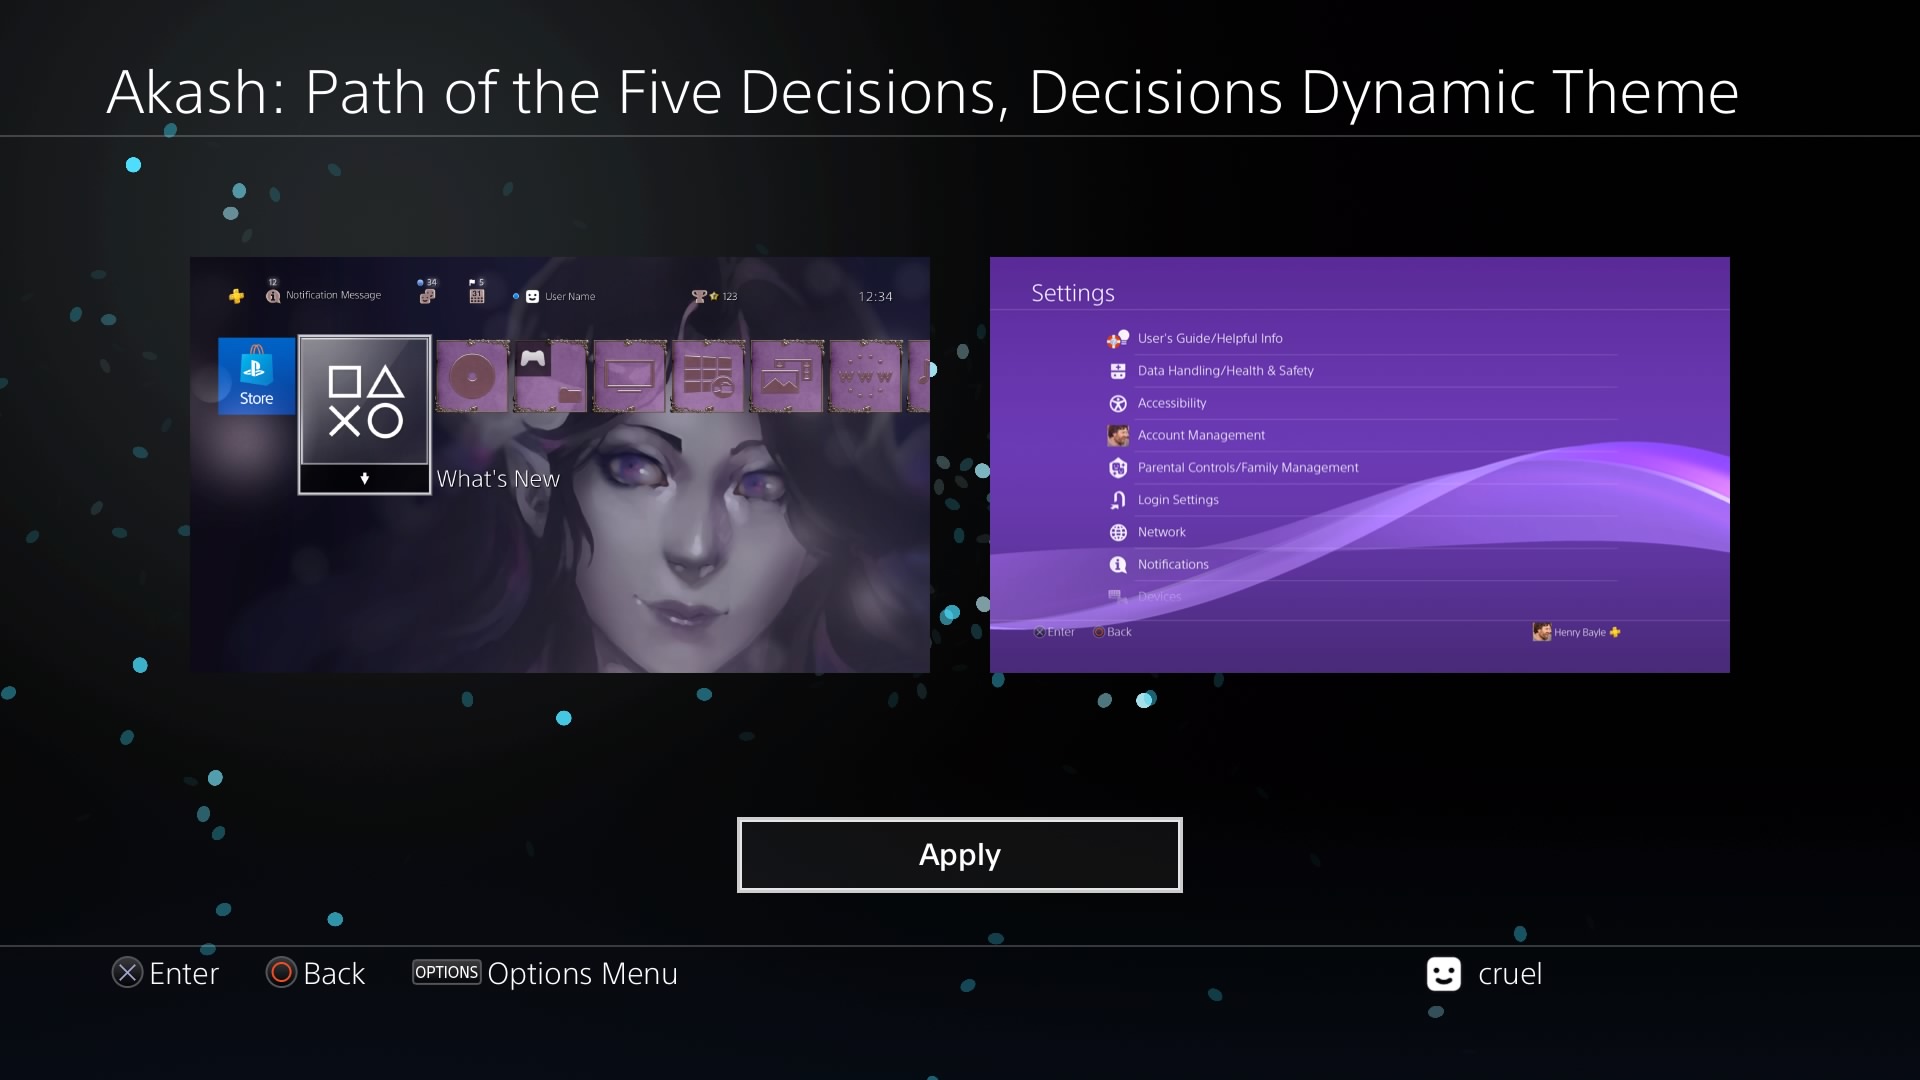 Akash: Path of the Five Decisions, Decisions Dynamic Theme
12
Notification Message
34
5
31
User Name
123
12:34
Store
What's New
WWW
Settings
User's Guide/Helpful Info
Data Handling/Health & Safety
Accessibility
Account Management
Parental Controls/Family Management
Login Settings
Network
Notifications
Devices
Enter Back
Henry Bayle
Apply
Enter Back OPTIONS Options Menu
cruel